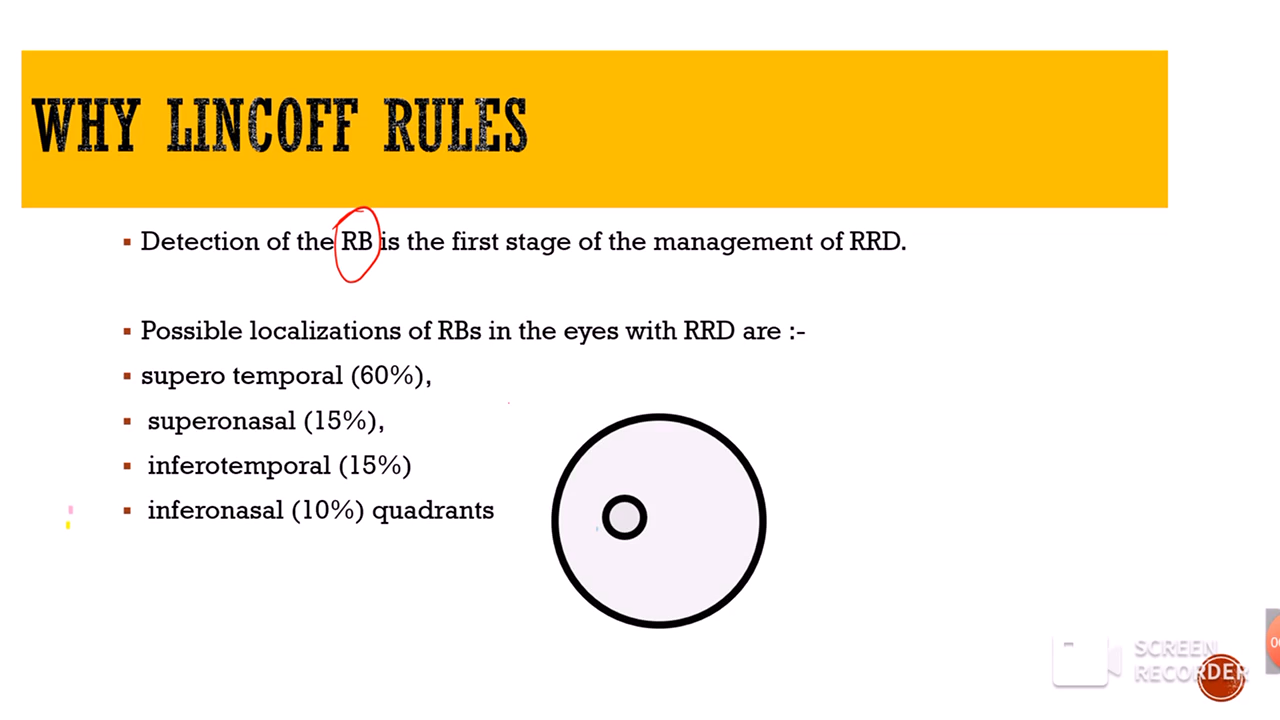 WHY LINCOFF RULES
▪ Detection of the RB is the first stage of the management of RRD.
▪ Possible localizations of RBs in the eyes with RRD are :-
▪ supero temporal (60%),
▪ superonasal (15%),
▪ inferotemporal (15%)
▪ inferonasal (10%) quadrants
SCREEN
RECORDER